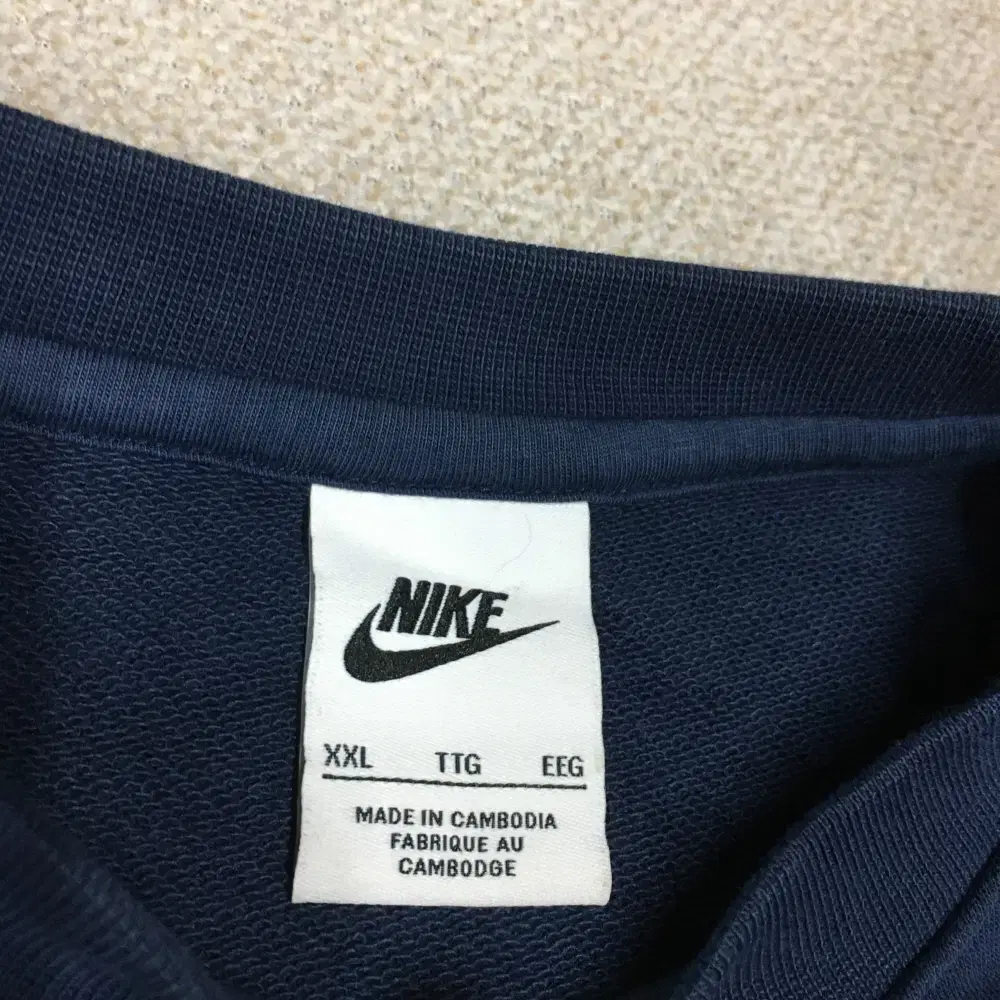 NIKE
XXL TTG EEG
MADE IN CAMBODIA
FABRIQUE AU
CAMBODGE